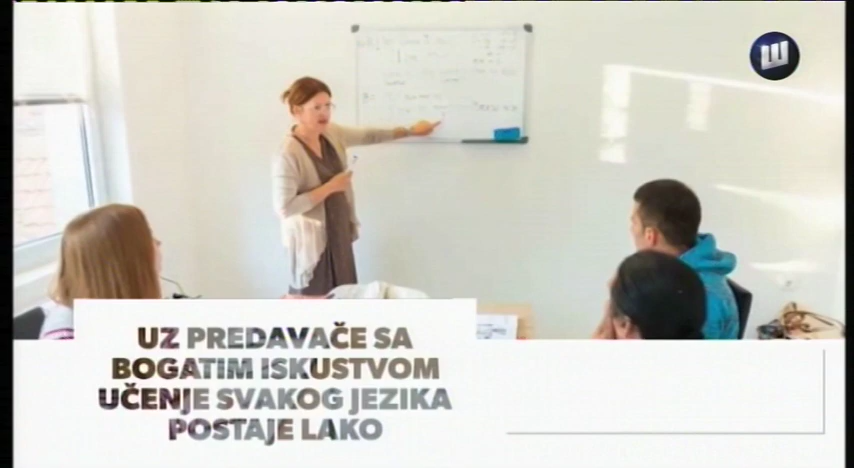 Ш
UZ PREDAVAČE SA
BOGATIM ISKUSTVOM
UČENJE SVAKOG JEZIKA
POSTAJE LAKO